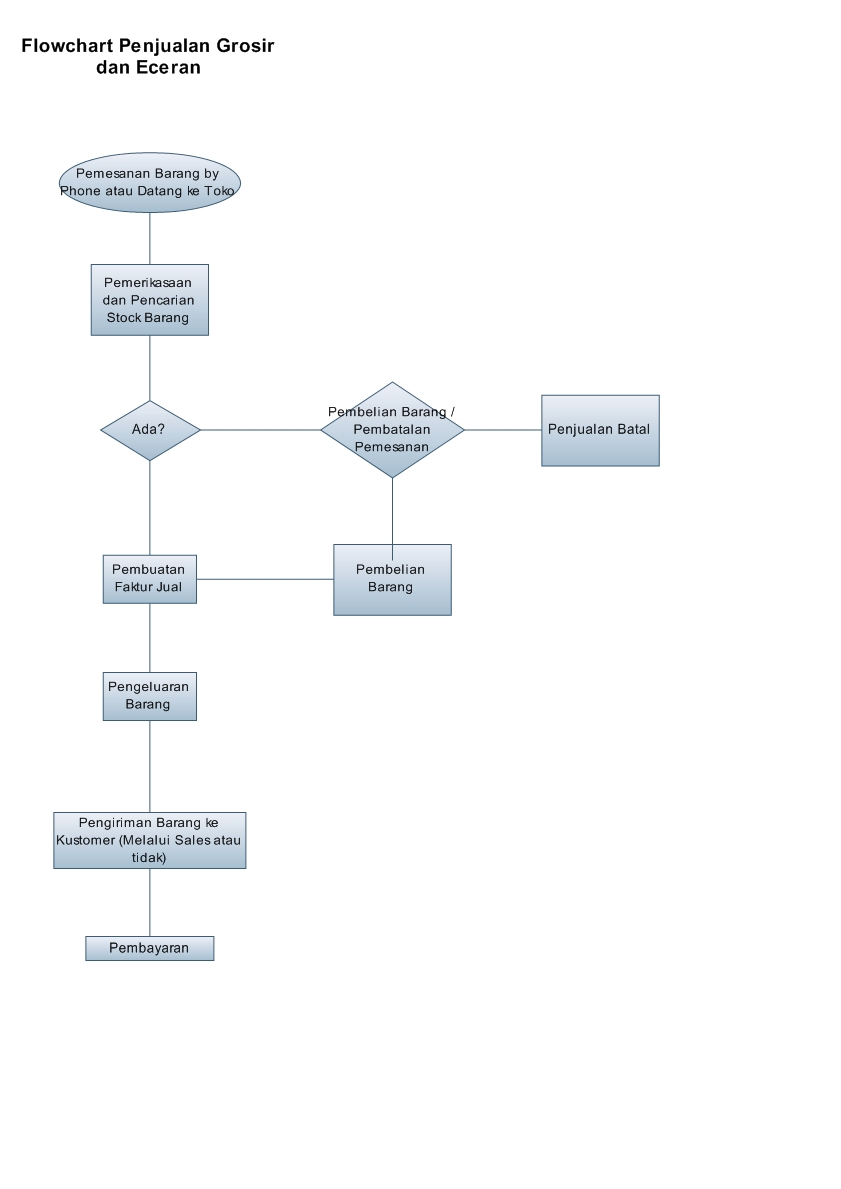 Flowchart Penjualan Grosir
dan Eceran
Pemesanan Barang by
Phone atau Datang ke Toko
Pemerikasaan
dan Pencarian
Stock Barang
Ada?
Pembelian Barang /
Pembatalan
Pemesanan
Penjualan Batal
Pembuatan
Faktur Jual
Pembelian
Barang
Pengeluaran
Barang
Pengiriman Barang ke
Kustomer (Melalui Sales atau
tidak)
Pembayaran